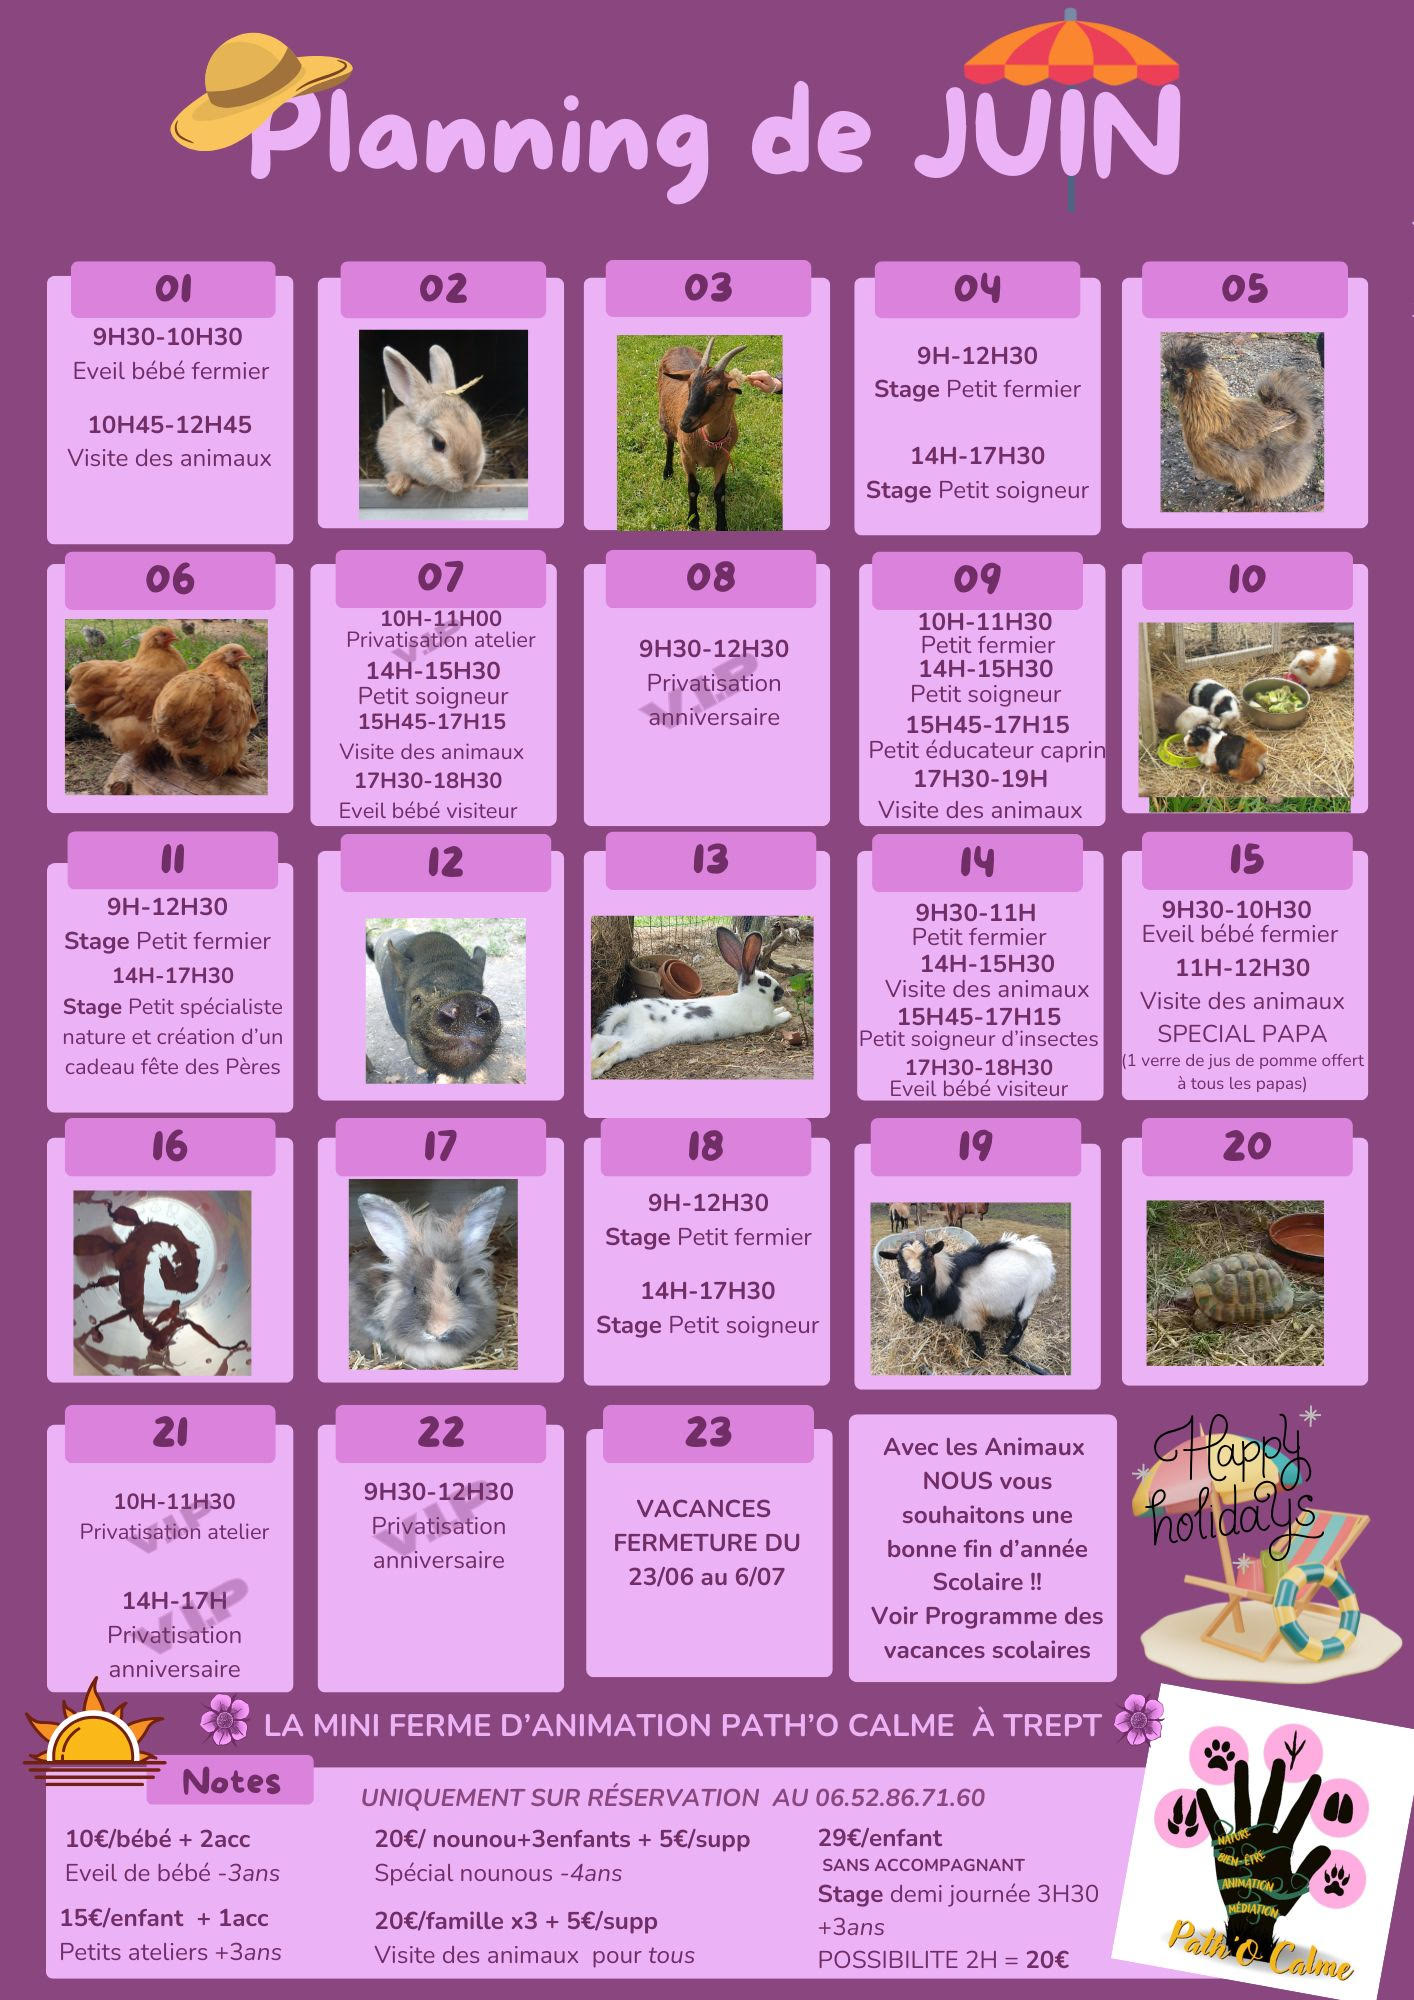 Planning de JUIN
01
9H30-10H30
Eveil bébé fermier
10H45-12H45
Visite des animaux
02
03
04
9H-12H30
Stage Petit fermier
14H-17H30
Stage Petit soigneur
05
06
07
10H-11H00
Privatisation atelier
V.I.P
14H-15H30
Petit soigneur
15H45-17H15
Visite des animaux
17H30-18H30
Eveil bébé visiteur
08
9H30-12H30
Privatisation
V.I.P
anniversaire
09
10H-11H30
Petit fermier
14H-15H30
Petit soigneur
15H45-17H15
Petit éducateur caprin
17H30-19H
Visite des animaux
10
11
9H-12H30
Stage Petit fermier
14H-17H30
Stage Petit spécialiste
nature et création d'un
cadeau fête des Pères
12
13
14
9H30-11H
Petit fermier
14H-15H30
Visite des animaux
15H45-17H15
Petit soigneur d'insectes
17H30-18H30
Eveil bébé visiteur
15
9H30-10H30
Eveil bébé fermier
11H-12H30
Visite des animaux
SPECIAL PAPA
(1 verre de jus de pomme offert
à tous les papas)
16
17
18
9H-12H30
Stage Petit fermier
14H-17H30
Stage Petit soigneur
19
20
21
10H-11H30
Privatisation atelier
V.I.P
14H-17H
Privatisation
V.I.P
anniversaire
22
9H30-12H30
Privatisation
V.I.P
anniversaire
23
VACANCES
FERMETURE DU
23/06 au 6/07
Avec les Animaux
NOUS vous
souhaitons une
bonne fin d'année
Scolaire !!
Voir Programme des
vacances scolaires
Happy
holidays
LA MINI FERME D'ANIMATION PATH'O CALME À TREPT
Notes
UNIQUEMENT SUR RÉSERVATION AU 06.52.86.71.60
10€/bébé + 2acc
Eveil de bébé -3ans
15€/enfant + 1acc
Petits ateliers +3ans
20€/ nounou+3enfants + 5€/supp
Spécial nounous -4ans
20€/famille x3 + 5€/supp
Visite des animaux pour tous
29€/enfant
SANS ACCOMPAGNANT
Stage demi journée 3H30
+3ans
POSSIBILITE 2H = 20€
NATURE
BIEN-ÊTRE
ANIMATION
MÉDIATION
Path'O Calme